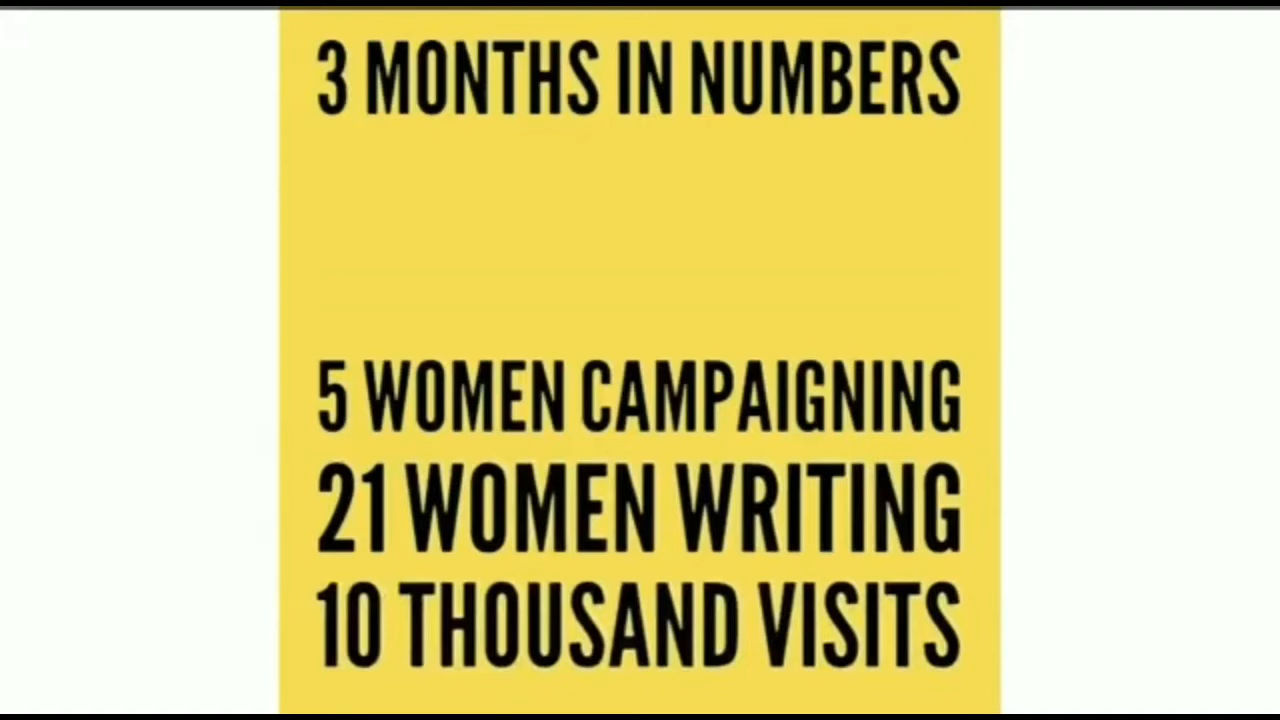 3 MONTHS IN NUMBERS
5 WOMEN CAMPAIGNING
21 WOMEN WRITING
10 THOUSAND VISITS